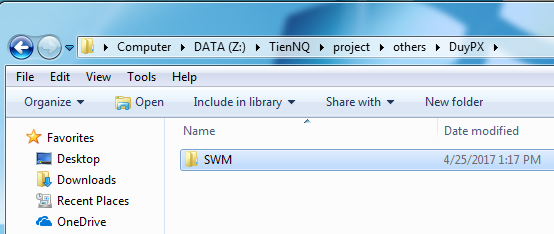 Computer DATA (Z:) TienNQ project others DuyPX
File Edit View Tools Help
Organize Open Include in library Share with New folder
Favorites
Desktop
Downloads
Recent Places
OneDrive
Name Date modified
SWM 4/25/2017 1:17 PM